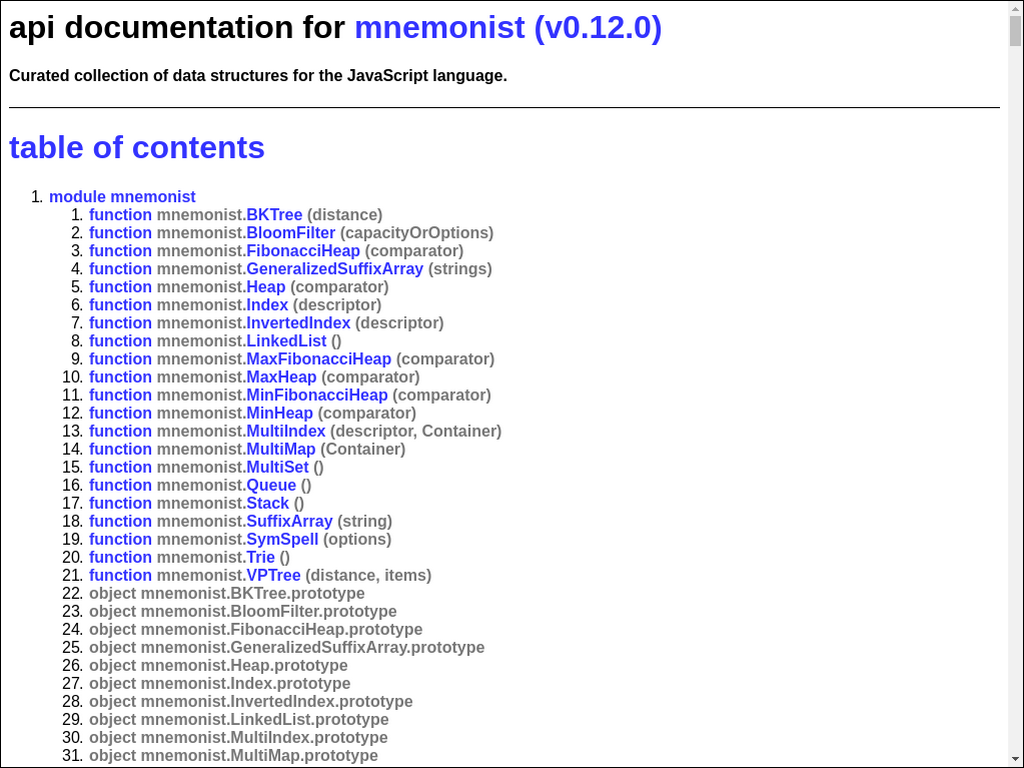 api documentation for mnemonist (v0.12.0)
Curated collection of data structures for the JavaScript language.
table of contents
1. module mnemonist
1. function mnemonist.BKTree (distance)
2. function mnemonist.BloomFilter (capacityOrOptions)
3. function mnemonist.FibonacciHeap (comparator)
4. function mnemonist.GeneralizedSuffixArray (strings)
5. function mnemonist.Heap (comparator)
6. function mnemonist.Index (descriptor)
7. function mnemonist.InvertedIndex (descriptor)
8. function mnemonist.LinkedList ()
9. function mnemonist.MaxFibonacciHeap (comparator)
10. function mnemonist.MaxHeap (comparator)
11. function mnemonist.MinFibonacciHeap (comparator)
12. function mnemonist.MinHeap (comparator)
13. function mnemonist.MultiIndex (descriptor, Container)
14. function mnemonist.MultiMap (Container)
15. function mnemonist.MultiSet ()
16. function mnemonist.Queue ()
17. function mnemonist.Stack ()
18. function mnemonist.SuffixArray (string)
19. function mnemonist.SymSpell (options)
20. function mnemonist.Trie ()
21. function mnemonist.VPTree (distance, items)
22. object mnemonist.BKTree.prototype
23. object mnemonist.BloomFilter.prototype
24. object mnemonist.FibonacciHeap.prototype
25. object mnemonist.GeneralizedSuffixArray.prototype
26. object mnemonist.Heap.prototype
27. object mnemonist.Index.prototype
28. object mnemonist.InvertedIndex.prototype
29. object mnemonist.LinkedList.prototype
30. object mnemonist.MultiIndex.prototype
31. object mnemonist.MultiMap.prototype